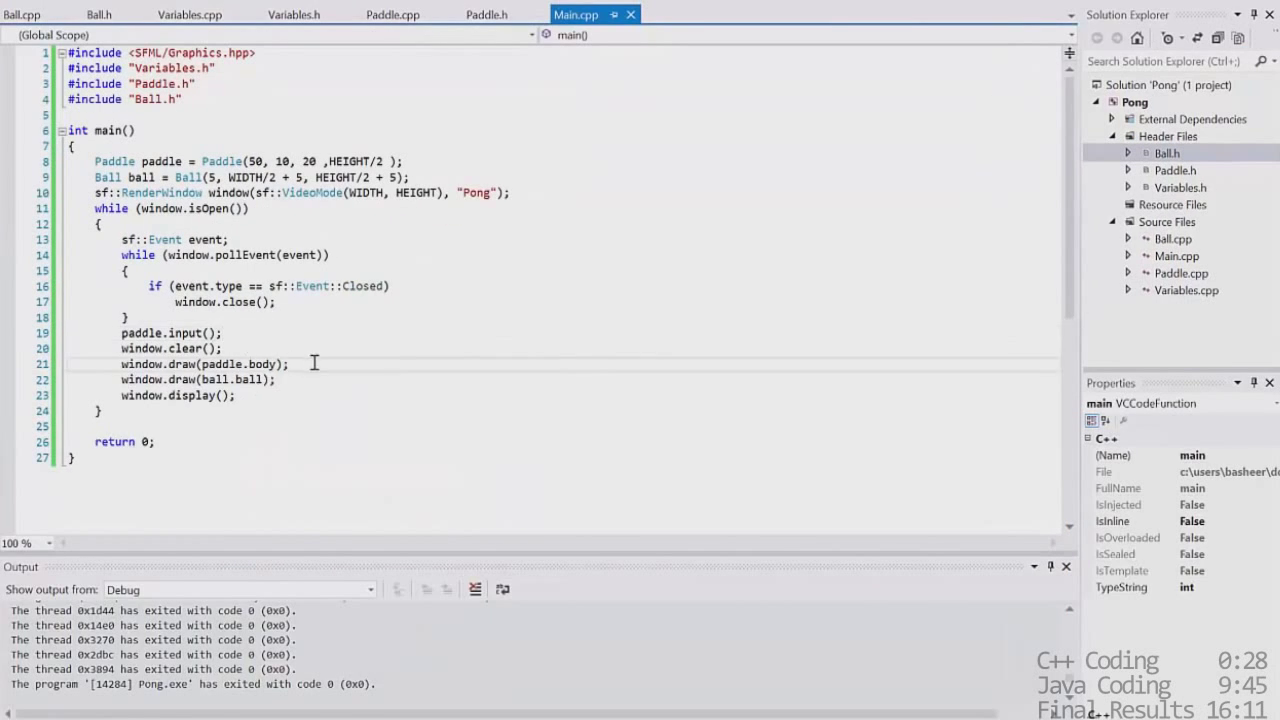 Ball.cpp Ball.h Variables.cpp Variables.h Paddle.cpp Paddle.h Main.cpp
(Global Scope) main()
1 #include <SFML/Graphics.hpp>
2 #include "Variables.h"
3 #include "Paddle.h"
4 #include "Ball.h"
5
6 int main()
7 {
8 Paddle paddle = Paddle(50, 10, 20 ,HEIGHT/2 );
9 Ball ball = Ball(5, WIDTH/2 + 5, HEIGHT/2 + 5);
10 sf::RenderWindow window(sf::VideoMode(WIDTH, HEIGHT), "Pong");
11 while (window.isOpen())
12 {
13 sf::Event event;
14 while (window.pollEvent(event))
15 {
16 if (event.type == sf::Event::Closed)
17 window.close();
18 }
19 paddle.input();
20 window.clear();
21 window.draw(paddle.body);
22 window.draw(ball.ball);
23 window.display();
24 }
25
26 return 0;
27 }
100 %
Output
Show output from: Debug
The thread 0x1d44 has exited with code 0 (0x0).
The thread 0x14e0 has exited with code 0 (0x0).
The thread 0x3270 has exited with code 0 (0x0).
The thread 0x2dbc has exited with code 0 (0x0).
The thread 0x3894 has exited with code 0 (0x0).
The program '[14284] Pong.exe' has exited with code 0 (0x0).
Solution Explorer
Search Solution Explorer (Ctrl+;)
Solution 'Pong' (1 project)
Pong
External Dependencies
Header Files
Ball.h
Paddle.h
Variables.h
Resource Files
Source Files
Ball.cpp
Main.cpp
Paddle.cpp
Variables.cpp
Properties
main VCCodeFunction
C++
(Name) main
File c:\users\basheer\de
FullName main
IsInjected False
IsInline False
IsOverloaded False
IsSealed False
IsTemplate False
TypeString int
C++ Coding 0:28
Java Coding 9:45
Final Results 16:11
C++